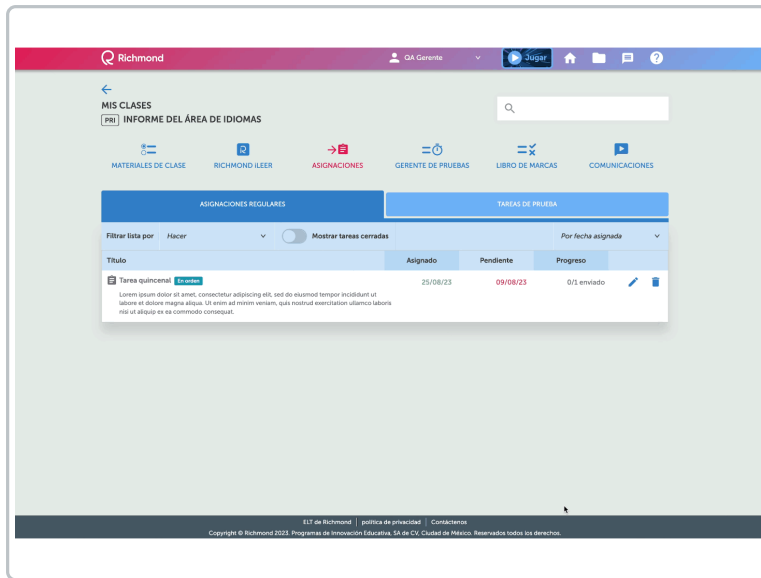 Richmond
QA Gerente
Jugar
MIS CLASES
PRI INFORME DEL ÁREA DE IDIOMAS
MATERIALES DE CLASE
RICHMOND iLEER
ASIGNACIONES
GERENTE DE PRUEBAS
LIBRO DE MARCAS
COMUNICACIONES
ASIGNACIONES REGULARES
TAREAS DE PRUEBA
Filtrar lista por Hacer Mostrar tareas cerradas Por fecha asignada
Título Asignado Pendiente Progreso
Tarea quincenal En orden 25/08/23 09/08/23 0/1 enviado
Lorem ipsum dolor sit amet, consectetur adipiscing elit, sed do eiusmod tempor incididunt ut
labore et dolore magna aliqua. Ut enim ad minim veniam, quis nostrud exercitation ullamco laboris
nisi ut aliquip ex ea commodo consequat.
ELT de Richmond | política de privacidad | Contáctenos
Copyright © Richmond 2023. Programas de Innovación Educativa, SA de CV, Ciudad de México. Reservados todos los derechos.